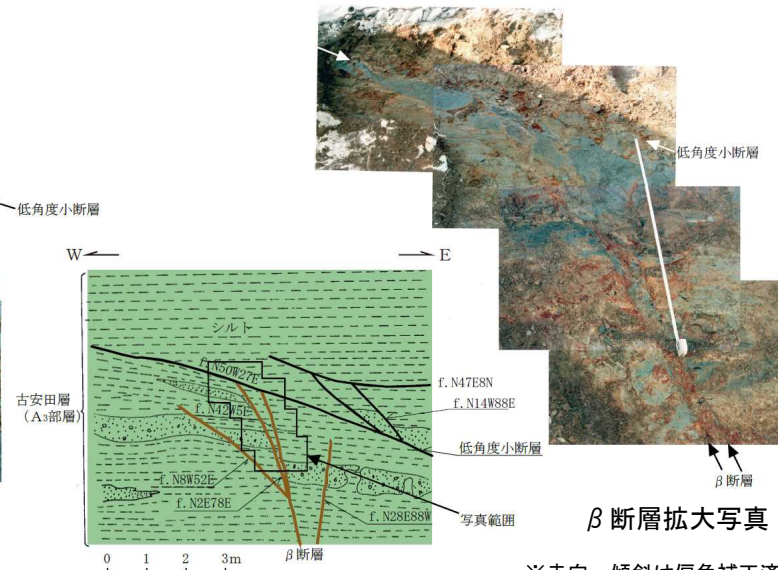 低角度小断層
低角度小断層
W
E
シルト
f.N50W27E
f.N47E8N
f.N42W5E
f.N14W88E
古安田層
(A₃部層)
低角度小断層
f.N8W52E
f.N2E78E
f.N28E88W
写真範囲
0 1 2 3m
β断層
β断層
β断層拡大写真